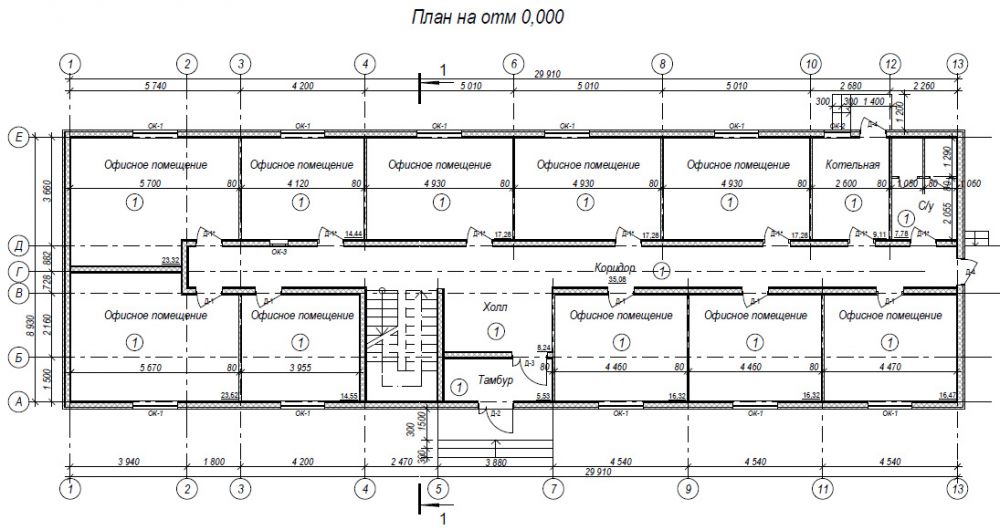 План на отм 0,000
1
1 2 3 4 6 8 10 12 13
29 910
5 740 4 200 5 010 5 010 5 010 2 680 2 260
300 300 1 400
1 200
ОК-1 ОК-1 ОК-1 ОК-1 ОК-1 ОК-2 Д-4
Е
Офисное помещение Офисное помещение Офисное помещение Офисное помещение Офисное помещение Котельная
1 290
3 660
5 700 80 4 120 80 4 930 80 4 930 80 4 930 80 2 600 80 1 050 80 1 060
1 1 1 1 1 1 1 С/у
2 055 80
14,44 17,28 17,28 17,28 9,11 7,78
Д-1* Д-1* Д-1* Д-1* Д-1* Д-1* Д-1*
Д
ОК-3
882
23,32
Коридор 1
35,08
Г
Д-4
728
В
Д-1 Д-1 Д-1 Д-1 Д-1
8 930
2 160
Офисное помещение Офисное помещение Холл Офисное помещение Офисное помещение Офисное помещение
1 1 1 1 1 1
8,24
Б
Д-3
5 670 80 3 955 80 4 460 80 4 460 80 4 470
1 500
1 Тамбур
23,62 14,55 5,53 16,32 16,32 16,47
А
ОК-1 ОК-1 Д-2 ОК-1 ОК-1 ОК-1
1500
300
300
3 940 1 800 4 200 2 470 3 880 4 540 4 540 4 540
29 910
1 2 3 4 5 7 9 11 13
1